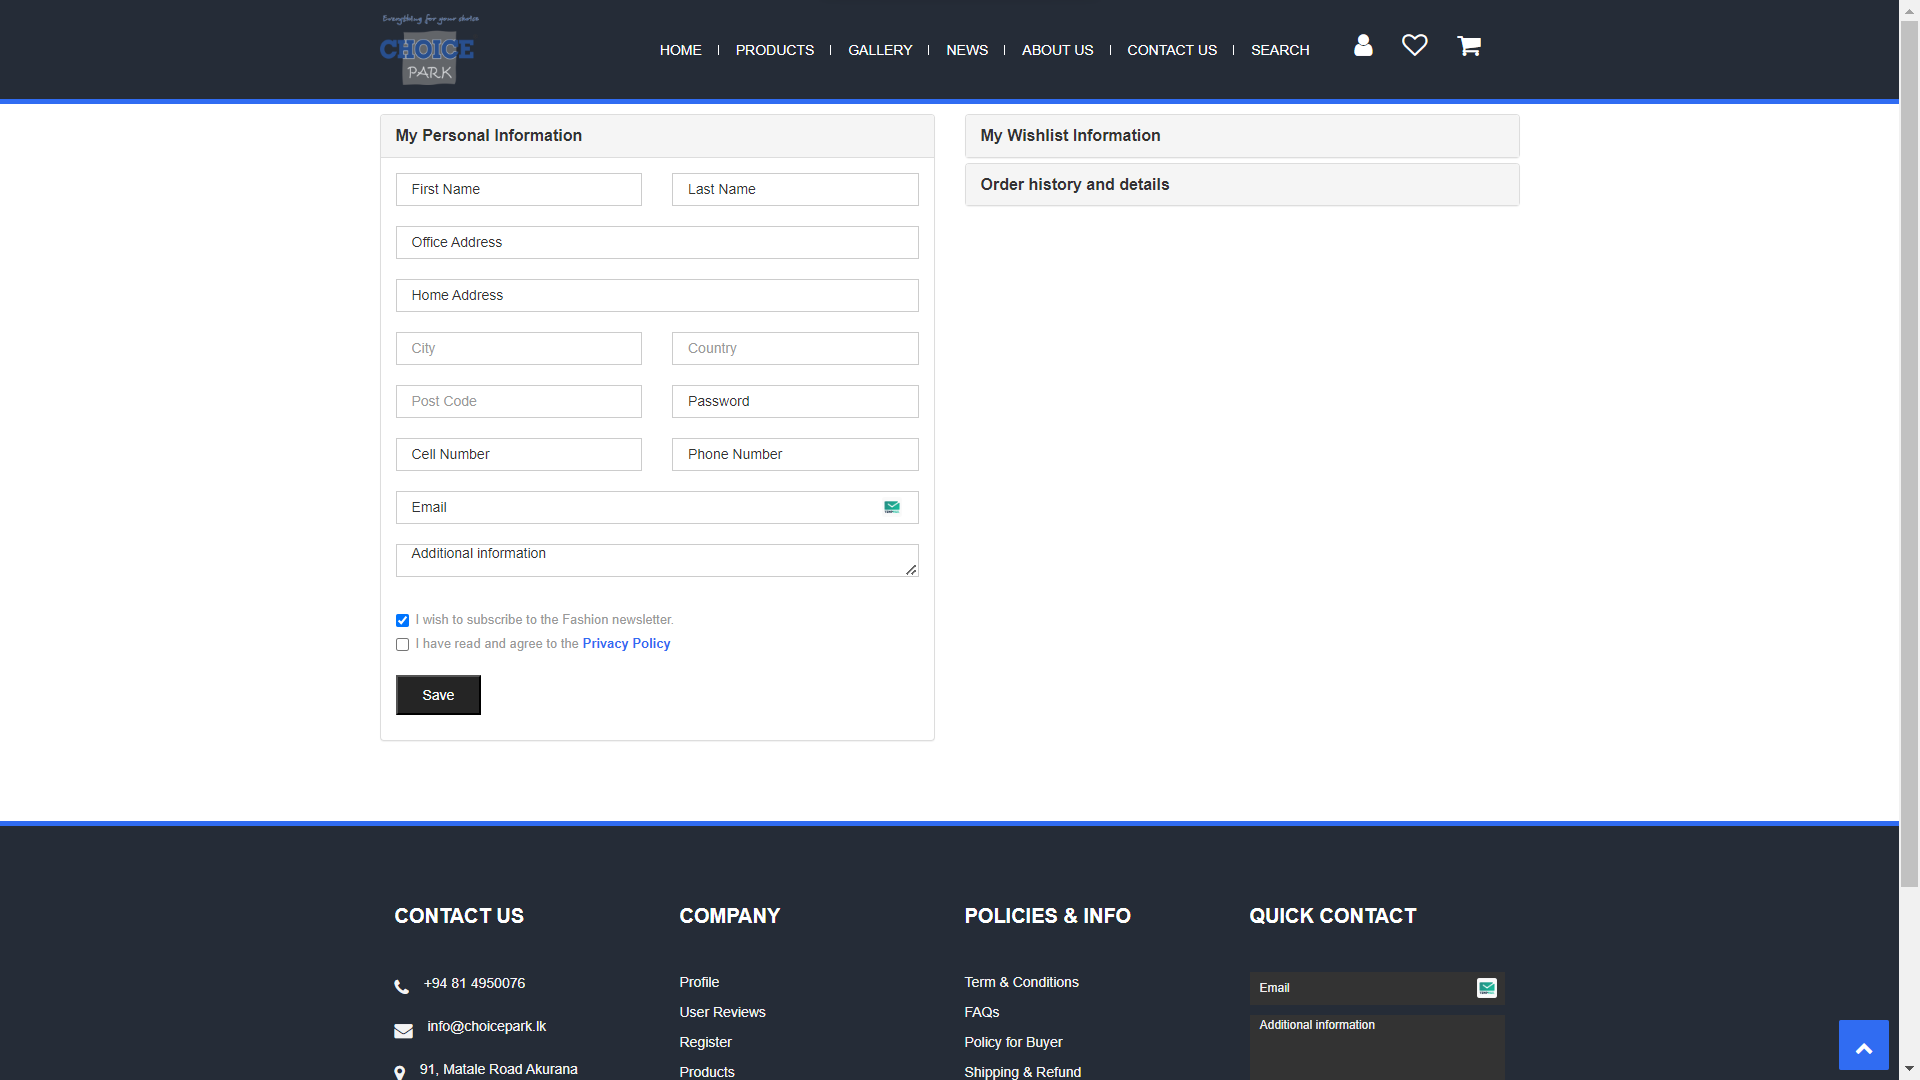 Everything for your choice
CHOICE
PARK
HOME
PRODUCTS
GALLERY
NEWS
ABOUT US
CONTACT US
SEARCH
My Personal Information
First Name
Last Name
Office Address
Home Address
City
Country
Post Code
Password
Cell Number
Phone Number
Email
Additional information
I wish to subscribe to the Fashion newsletter.
I have read and agree to the Privacy Policy
Save
My Wishlist Information
Order history and details
CONTACT US
+94 81 4950076
info@choicepark.lk
91, Matale Road Akurana
COMPANY
Profile
User Reviews
Register
Products
POLICIES & INFO
Term & Conditions
FAQs
Policy for Buyer
Shipping & Refund
QUICK CONTACT
Email
Additional information